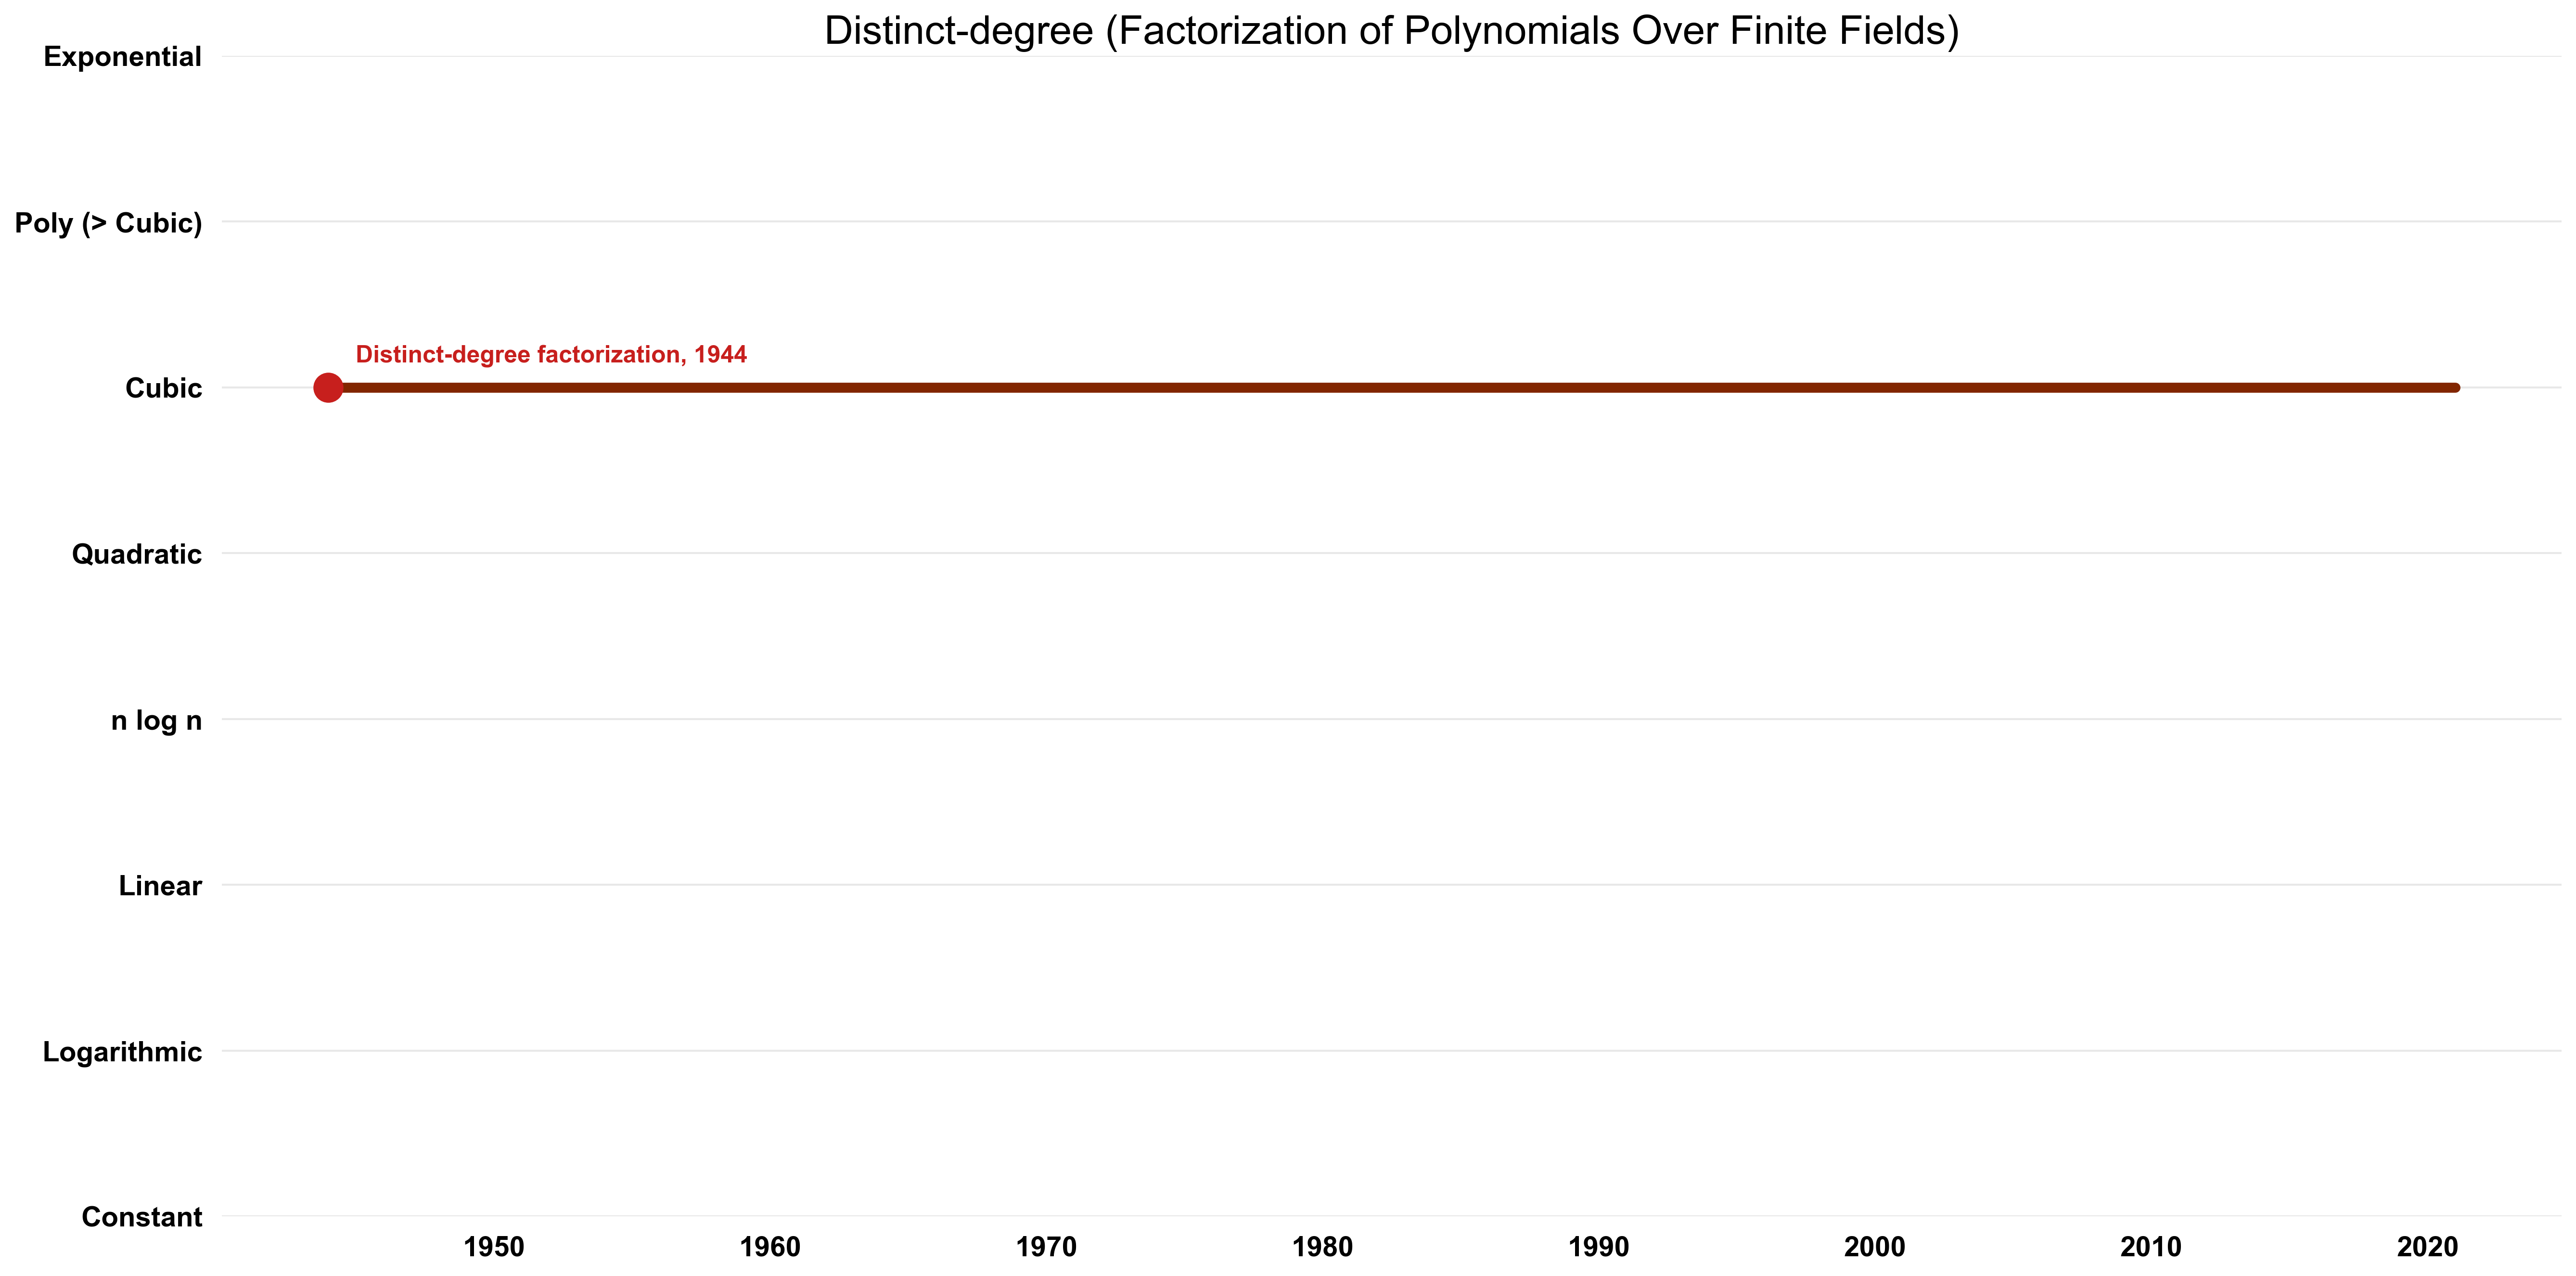 Distinct-degree (Factorization of Polynomials Over Finite Fields)
Exponential
Poly (> Cubic)
Distinct-degree factorization, 1944
Cubic
Quadratic
n log n
Linear
Logarithmic
Constant
1950 1960 1970 1980 1990 2000 2010 2020